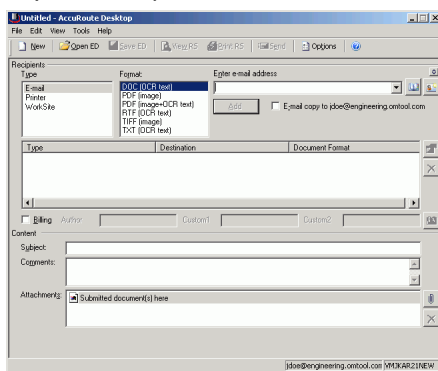 Untitled - AccuRoute Desktop
File Edit View Tools Help
New Open ED Save ED View RS Print RS Send Options
Recipients
Type Format Enter e-mail address
E-mail
Printer
WorkSite
DOC (OCR text)
PDF (image)
PDF (image+OCR text)
RTF (OCR text)
TIFF (image)
TXT (OCR text)
Add E-mail copy to jdoe@engineering.omtool.com
Type Destination Document Format
Billing Author Custom1 Custom2
Content
Subject:
Comments:
Attachments: Submitted document(s) here
jdoe@engineering.omtool.com VMJKAR21NEW